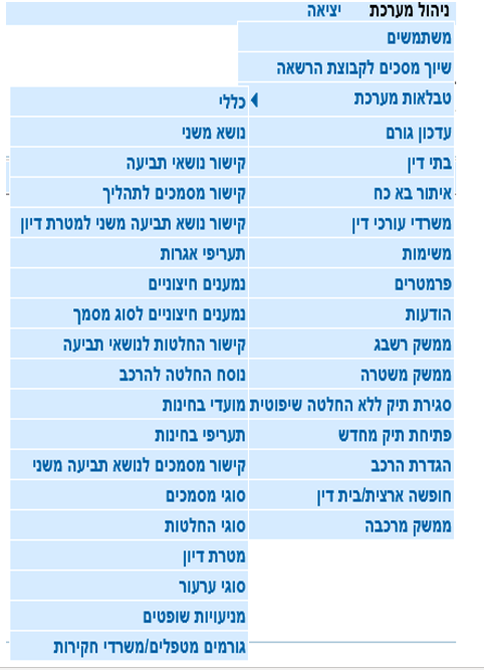 ניהול מערכת יציאה
משתמשים
שיוך מסכים לקבוצת הרשאה
טבלאות מערכת
עדכון גורם
בתי דין
איתור בא כח
משרדי עורכי דין
משימות
פרמטרים
הודעות
ממשק רשבג
ממשק משטרה
סגירת תיק ללא החלטה שיפוטית
פתיחת תיק מחדש
הגדרת הרכב
חופשה ארצית/בית דין
ממשק מרכבה
כללי
נושא משני
קישור נושאי תביעה
קישור מסמכים לתהליך
קישור נושא תביעה משני למטרת דיון
תעריפי אגרות
נמענים חיצוניים
נמענים חיצוניים לסוג מסמך
קישור החלטות לנושאי תביעה
נוסח החלטה להרכב
מועדי בחינות
תעריפי בחינות
קישור מסמכים לנושא תביעה משני
סוגי מסמכים
סוגי החלטות
מטרת דיון
סוגי ערעור
מניעויות שופטים
גורמים מטפלים/משרדי חקירות